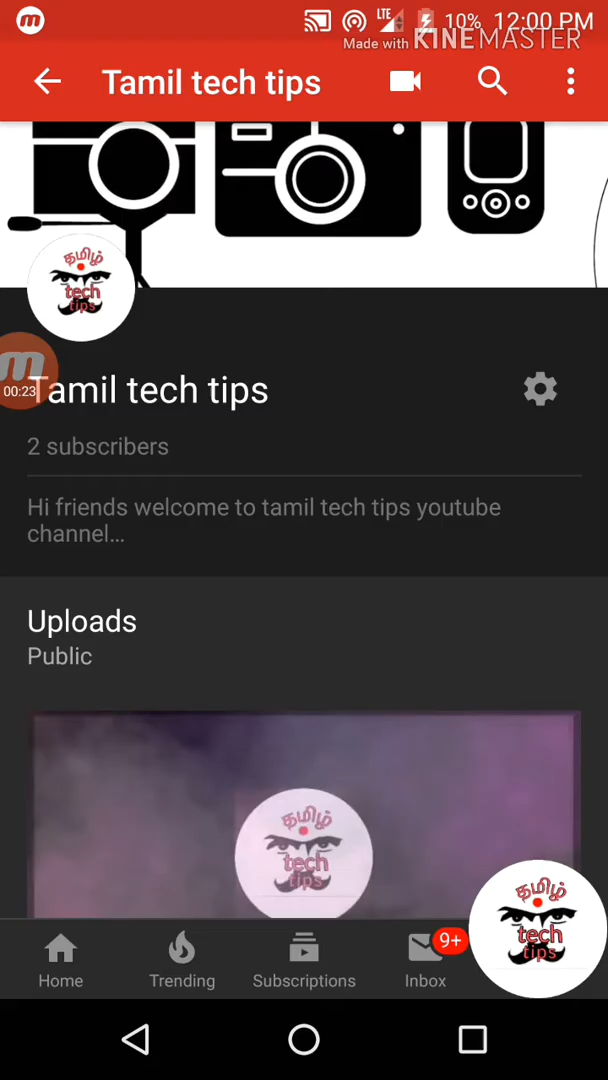 LTE 10% 12:00 PM
Made with KINEMASTER
Tamil tech tips
தமிழ்
tech
tips
00:23
Tamil tech tips
2 subscribers
Hi friends welcome to tamil tech tips youtube
channel...
Uploads
Public
தமிழ்
tech
tips
தமிழ்
tech
tips
9+
Home Trending Subscriptions Inbox